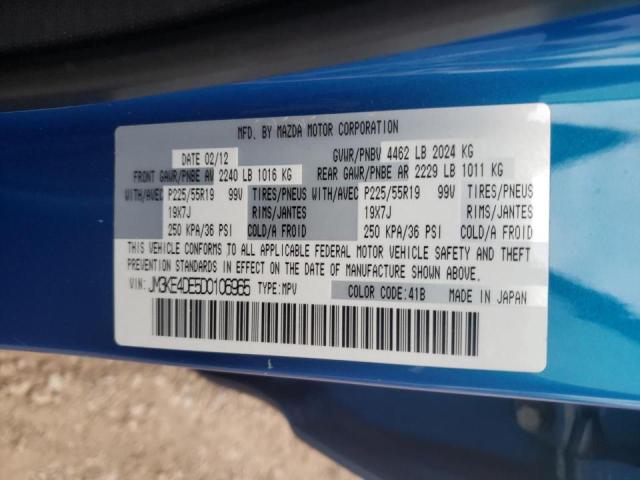 MFD. BY MAZDA MOTOR CORPORATION
DATE 02/12 GVWR/PNBV 4462 LB 2024 KG
FRONT GAWR/PNBE AV 2240 LB 1016 KG REAR GAWR/PNBE AR 2229 LB 1011 KG
WITH/AVEC P225/55R19 99V TIRES/PNEUS WITH/AVEC P225/55R19 99V TIRES/PNEUS
19X7J RIMS/JANTES 19X7J RIMS/JANTES
250 KPA/36 PSI COLD/A FROID 250 KPA/36 PSI COLD/A FROID
THIS VEHICLE CONFORMS TO ALL APPLICABLE FEDERAL MOTOR VEHICLE SAFETY AND THEFT
PREVENTION STANDARDS IN EFFECT ON THE DATE OF MANUFACTURE SHOWN ABOVE.
VIN: JM3KE4DE5D0106965 TYPE: MPV COLOR CODE: 41B MADE IN JAPAN